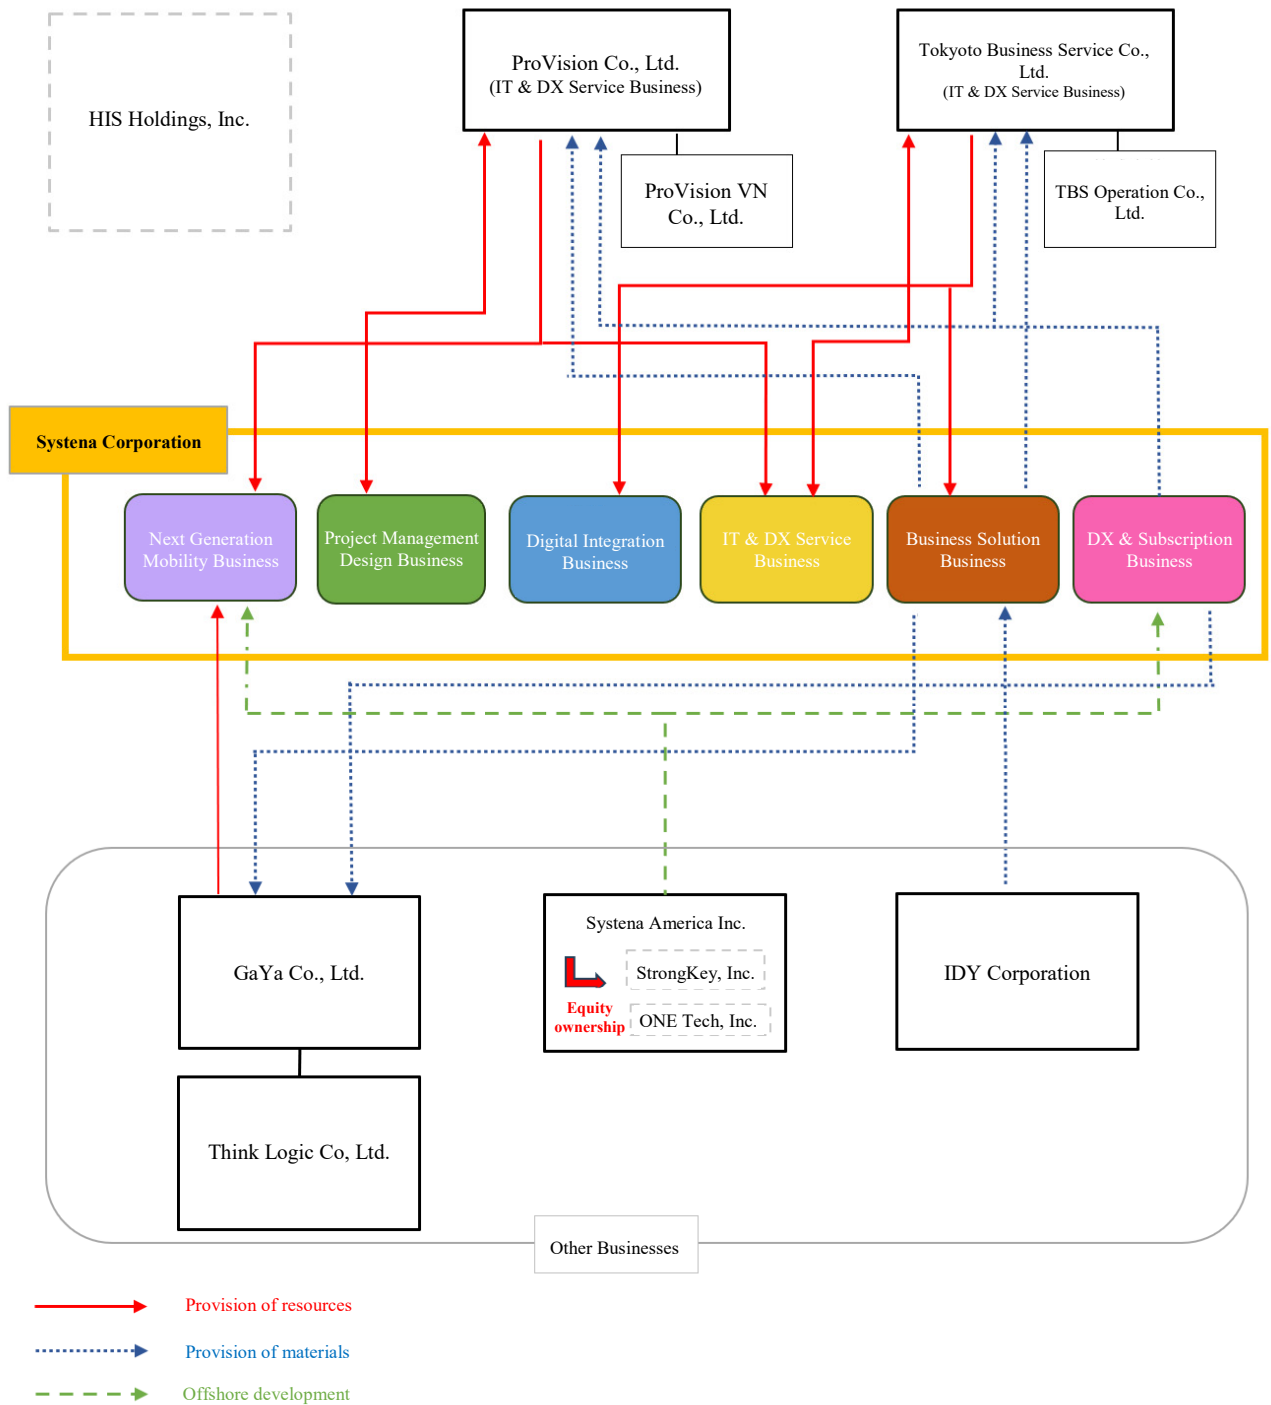 HIS Holdings, Inc.
ProVision Co., Ltd.
(IT & DX Service Business)
Tokyoto Business Service Co.,
Ltd.
(IT & DX Service Business)
ProVision VN
Co., Ltd.
TBS Operation Co.,
Ltd.
Systena Corporation
Next Generation
Mobility Business
Project Management
Design Business
Digital Integration
Business
IT & DX Service
Business
Business Solution
Business
DX & Subscription
Business
GaYa Co., Ltd.
Systena America Inc.
StrongKey, Inc.
Equity
ownership
ONE Tech, Inc.
IDY Corporation
Think Logic Co, Ltd.
Other Businesses
Provision of resources
Provision of materials
Offshore development